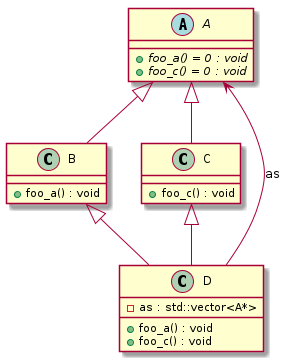 A A
foo_a() = 0 : void
foo_c() = 0 : void
C B
foo_a() : void
C C
foo_c() : void
as
C D
as : std::vector<A*>
foo_a() : void
foo_c() : void